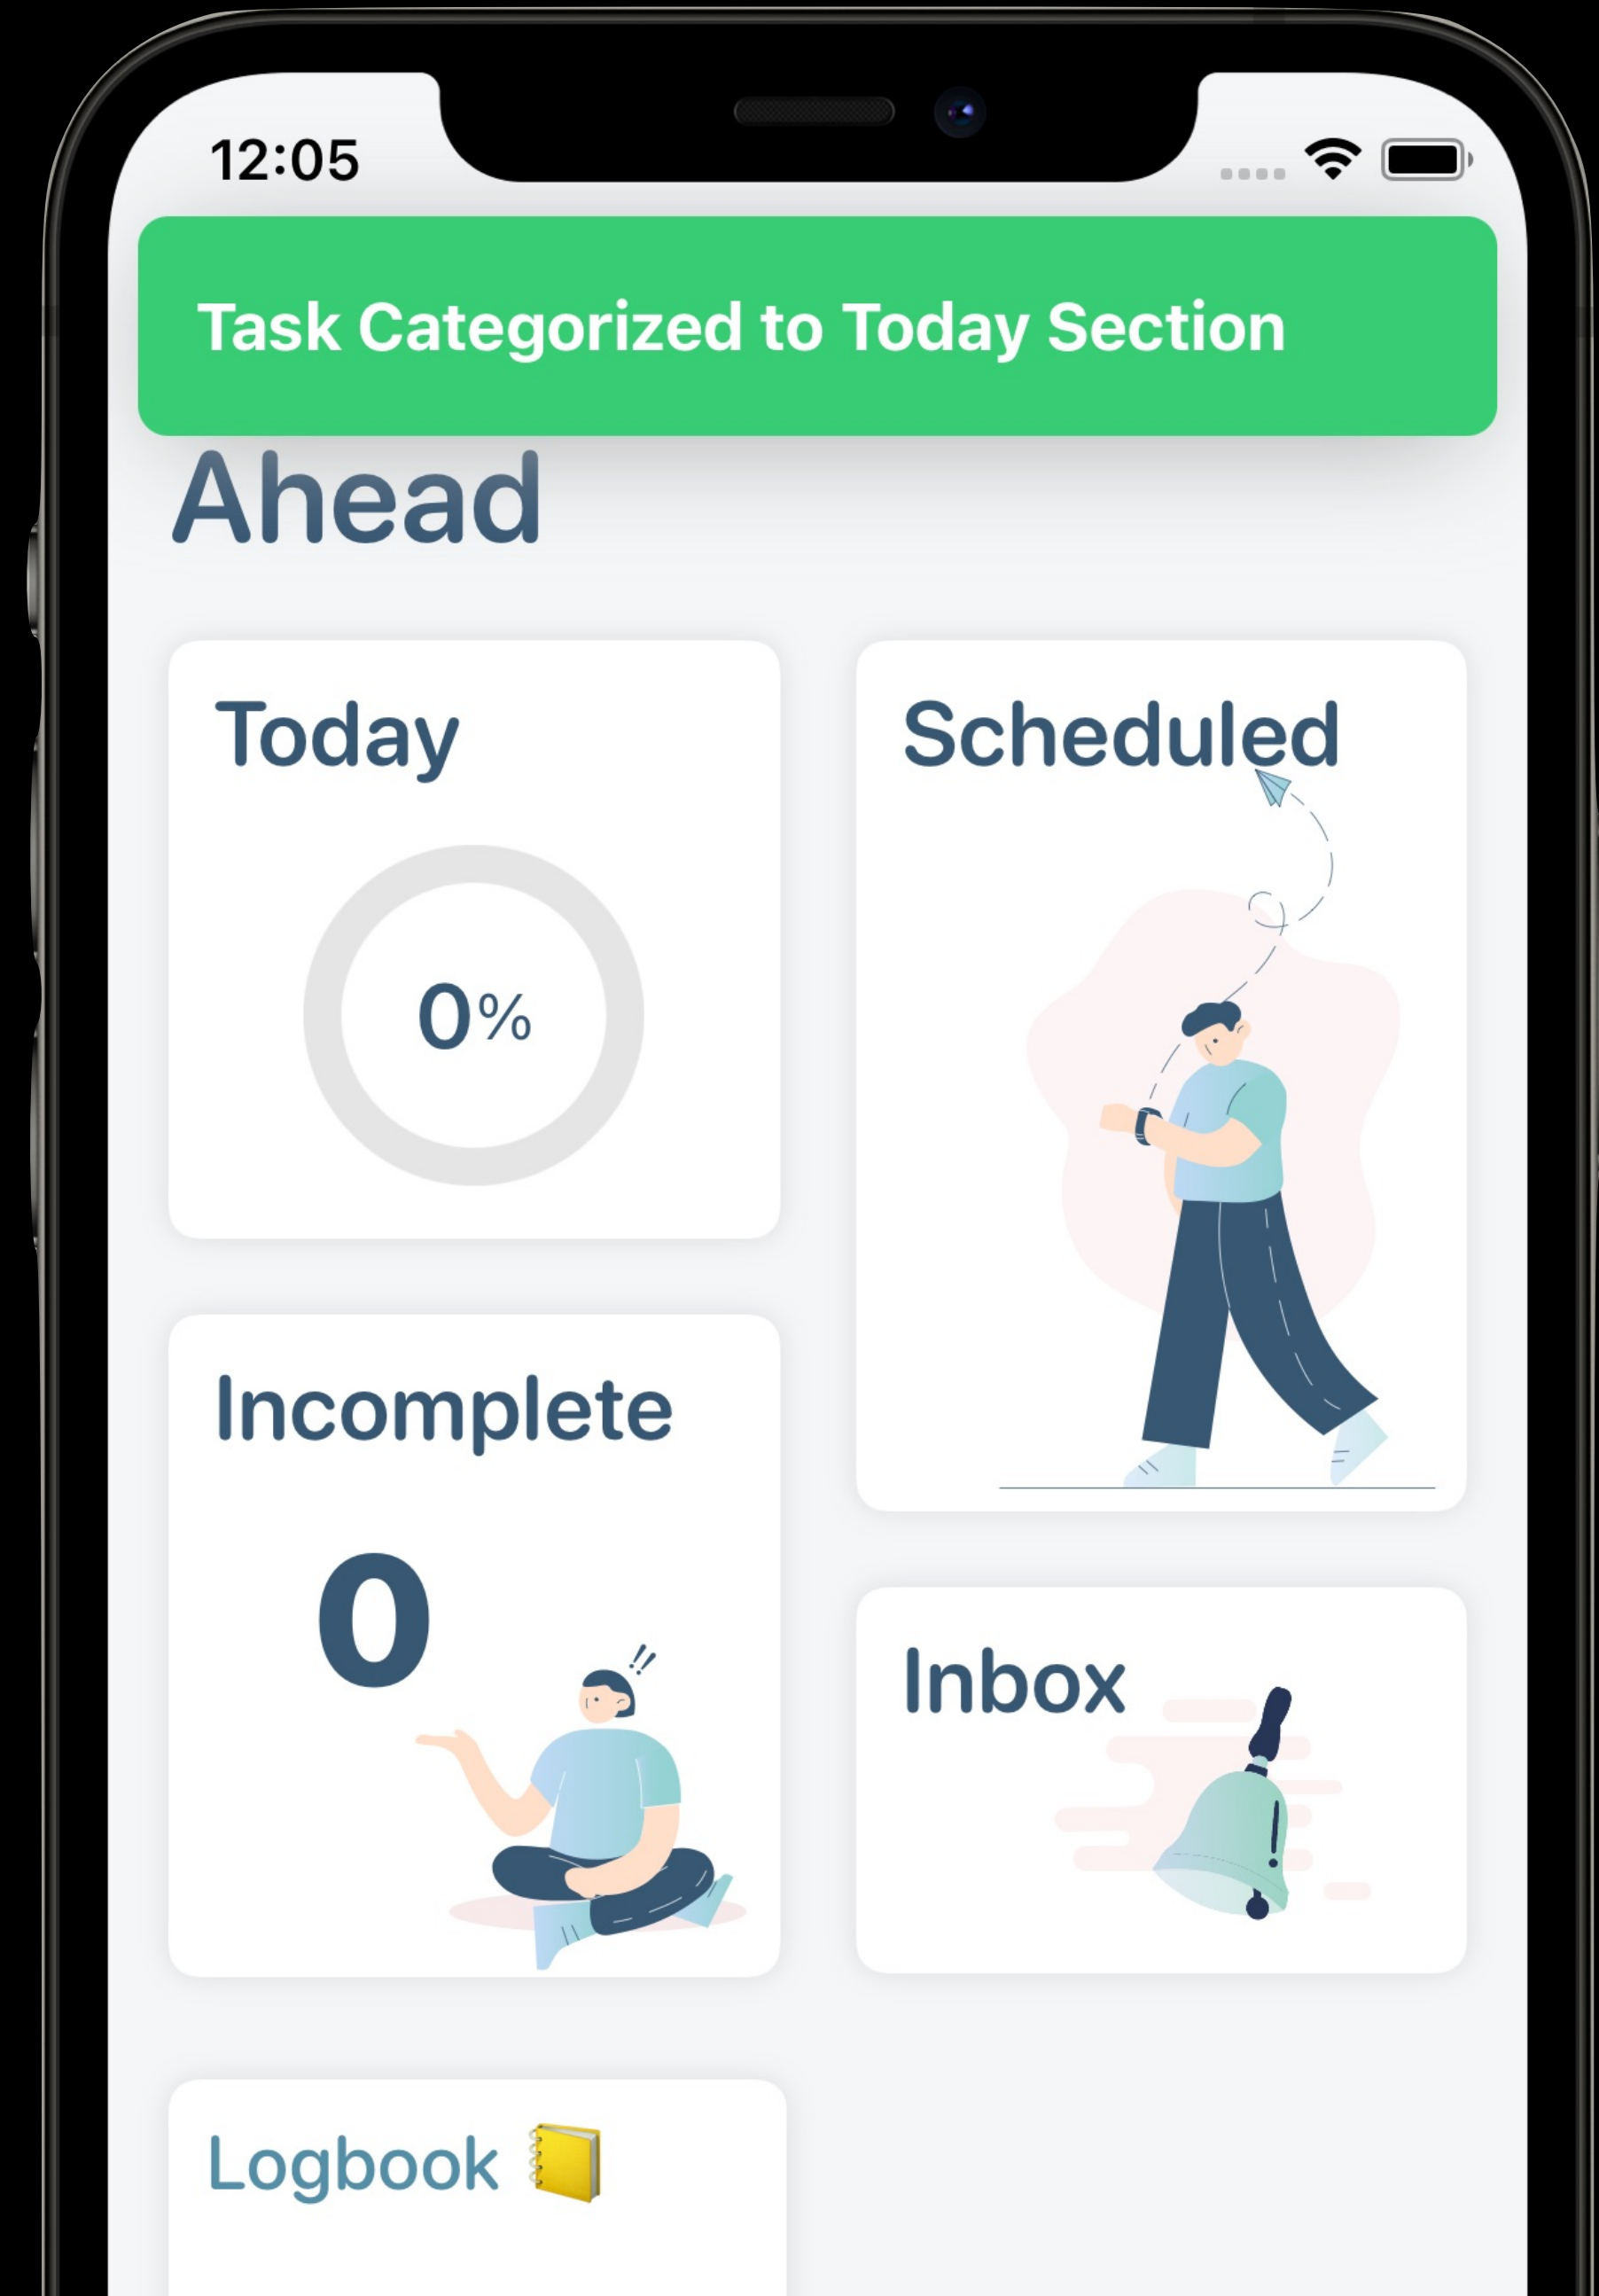 12:05
Task Categorized to Today Section
Ahead
Today
0%
Scheduled
Incomplete
0
Inbox
Logbook